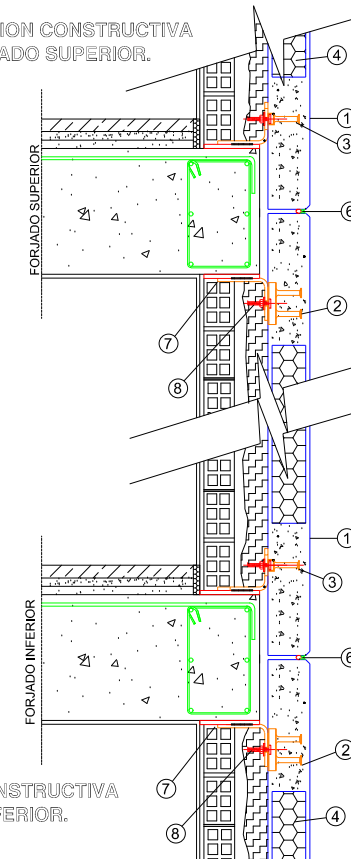 ION CONSTRUCTIVA
JADO SUPERIOR.
4
1
3
FORJADO SUPERIOR
6
2
7
8
1
3
FORJADO INFERIOR
6
2
7
NSTRUCTIVA
FERIOR.
4
8